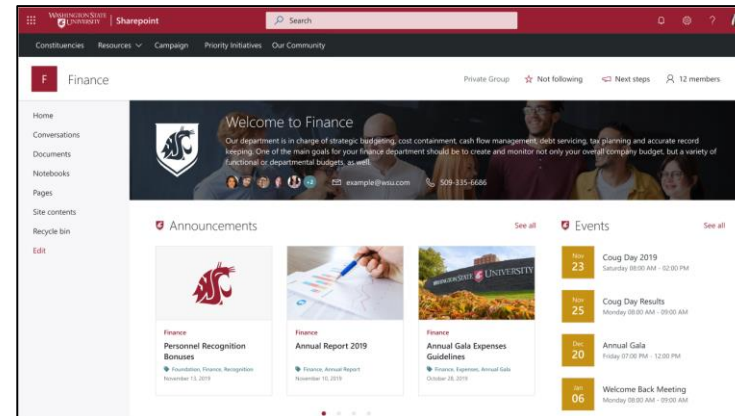 WASHINGTON STATE UNIVERSITY
Sharepoint
Search
?
Constituencies Resources Campaign Priority Initiatives Our Community
F Finance
Private Group Not following Next steps 12 members
Home
Conversations
Documents
Notebooks
Pages
Site contents
Recycle bin
Edit
Welcome to Finance
Our department is in charge of strategic budgeting, cost containment, cash flow management, debt servicing, tax planning and accurate record
keeping. One of the main goals for your finance department should be to create and monitor not only your overall company budget, but a variety of
functional or departmental budgets, as well.
+2 example@wsu.com 509-335-6686
Announcements See all
WASHINGTON STATE UNIVERSITY
Finance
Personnel Recognition
Bonuses
Foundation, Finance, Recognition
November 13, 2019
Finance
Annual Report 2019
Finance, Annual Report
November 10, 2019
Finance
Annual Gala Expenses
Guidelines
Finance, Expenses, Annual Gala
October 28, 2019
Events See all
Nov
23
Coug Day 2019
Saturday 08:00 AM - 02:00 PM
Nov
25
Coug Day Results
Monday 08:00 AM - 09:00 AM
Dec
20
Annual Gala
Friday 07:00 PM - 12:00 PM
Jan
06
Welcome Back Meeting
Monday 08:00 AM - 09:00 AM